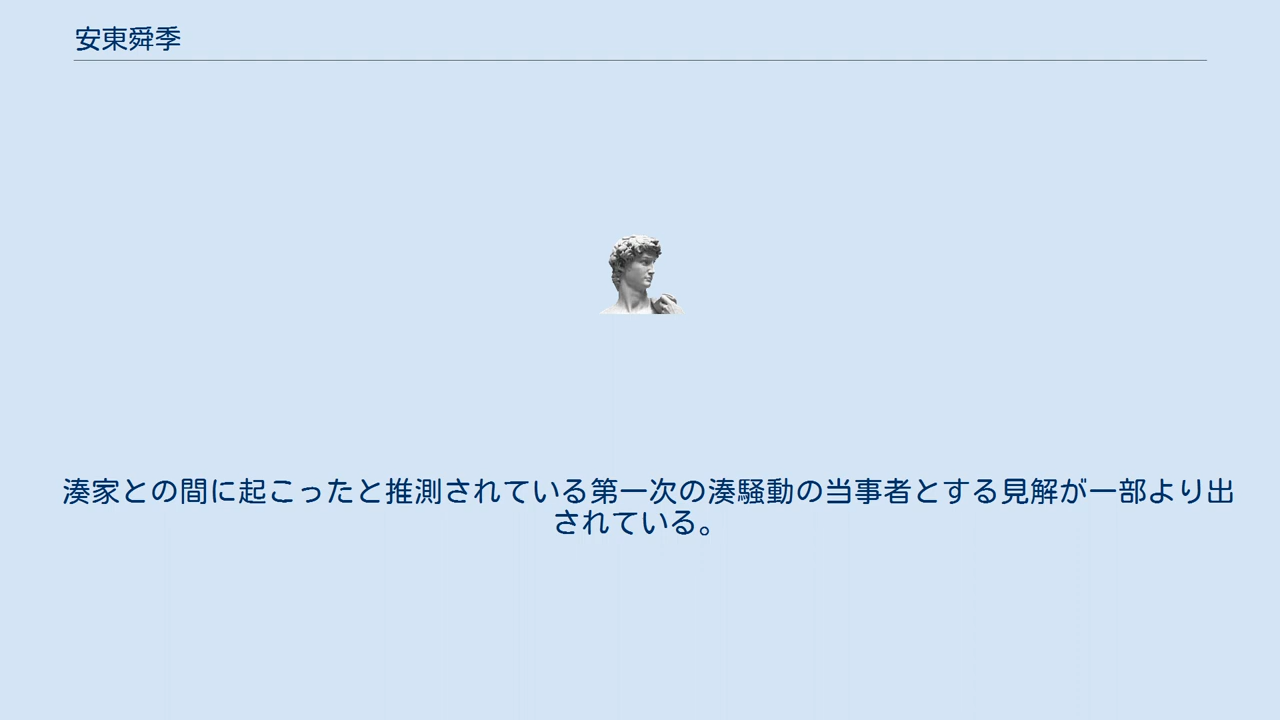 安東舜季
湊家との間に起こったと推測されている第一次の湊騒動の当事者とする見解が一部より出
されている。